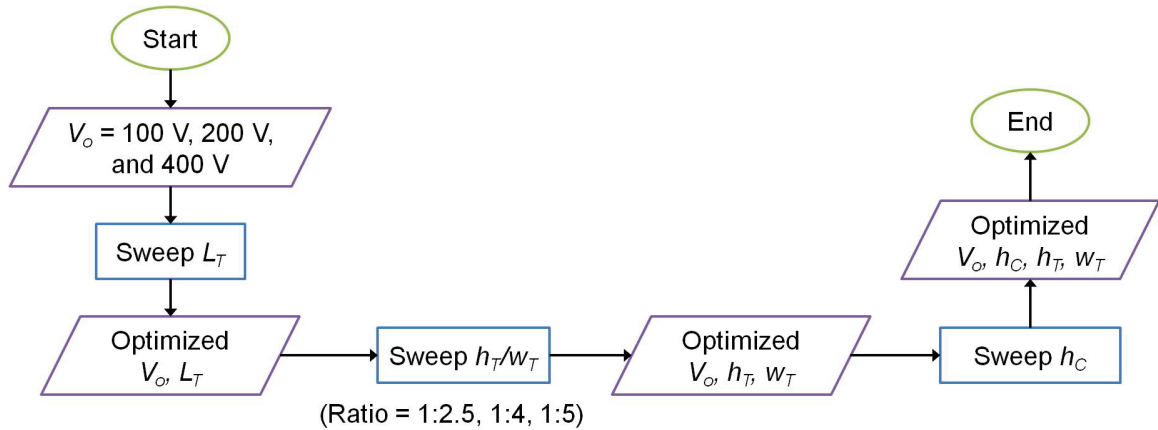 Start
V_o = 100 V, 200 V,
and 400 V
Sweep L_T
Optimized
V_o, L_T
Sweep h_T/w_T
(Ratio = 1:2.5, 1:4, 1:5)
Optimized
V_o, h_T, w_T
Sweep h_C
Optimized
V_o, h_C, h_T, w_T
End